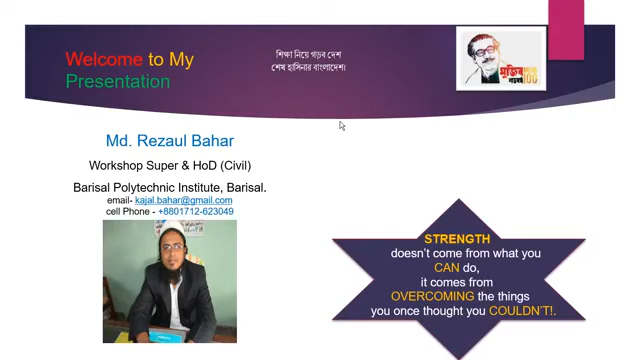 Welcome to My
Presentation
শিক্ষা নিয়ে গড়ব দেশ
শেখ হাসিনার বাংলাদেশ।
মুজিব
শতবর্ষ
100
Md. Rezaul Bahar
Workshop Super & HoD (Civil)
Barisal Polytechnic Institute, Barisal.
email- kajal.bahar@gmail.com
cell Phone - +8801712-623049
STRENGTH
doesn't come from what you
CAN do,
it comes from
OVERCOMING the things
you once thought you COULDN'T!.